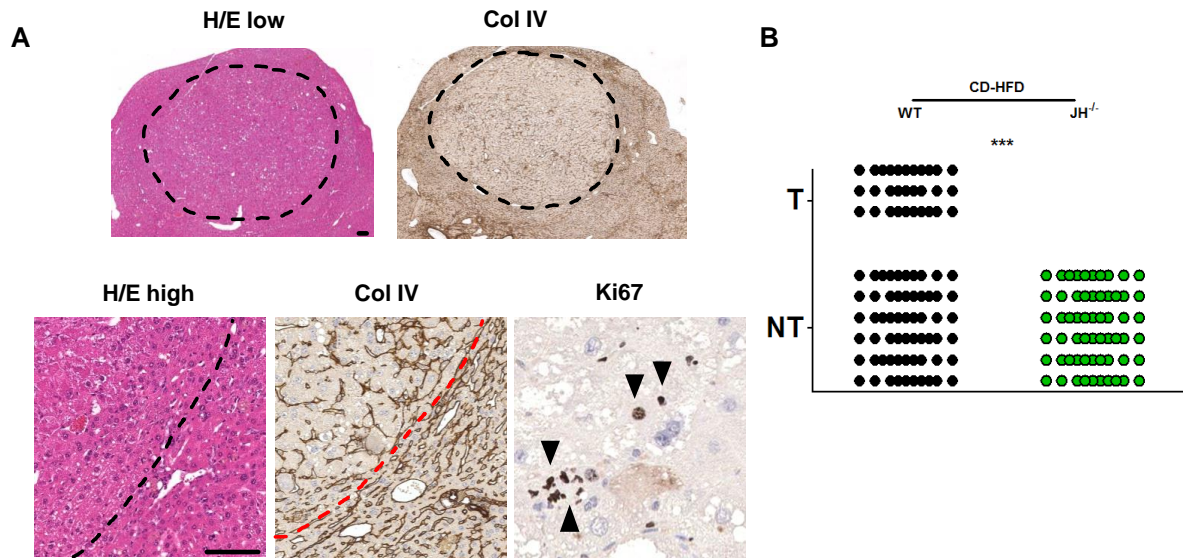 A
H/E low
Col IV
H/E high
Col IV
Ki67
B
CD-HFD
WT
JH-/-
***
T
NT